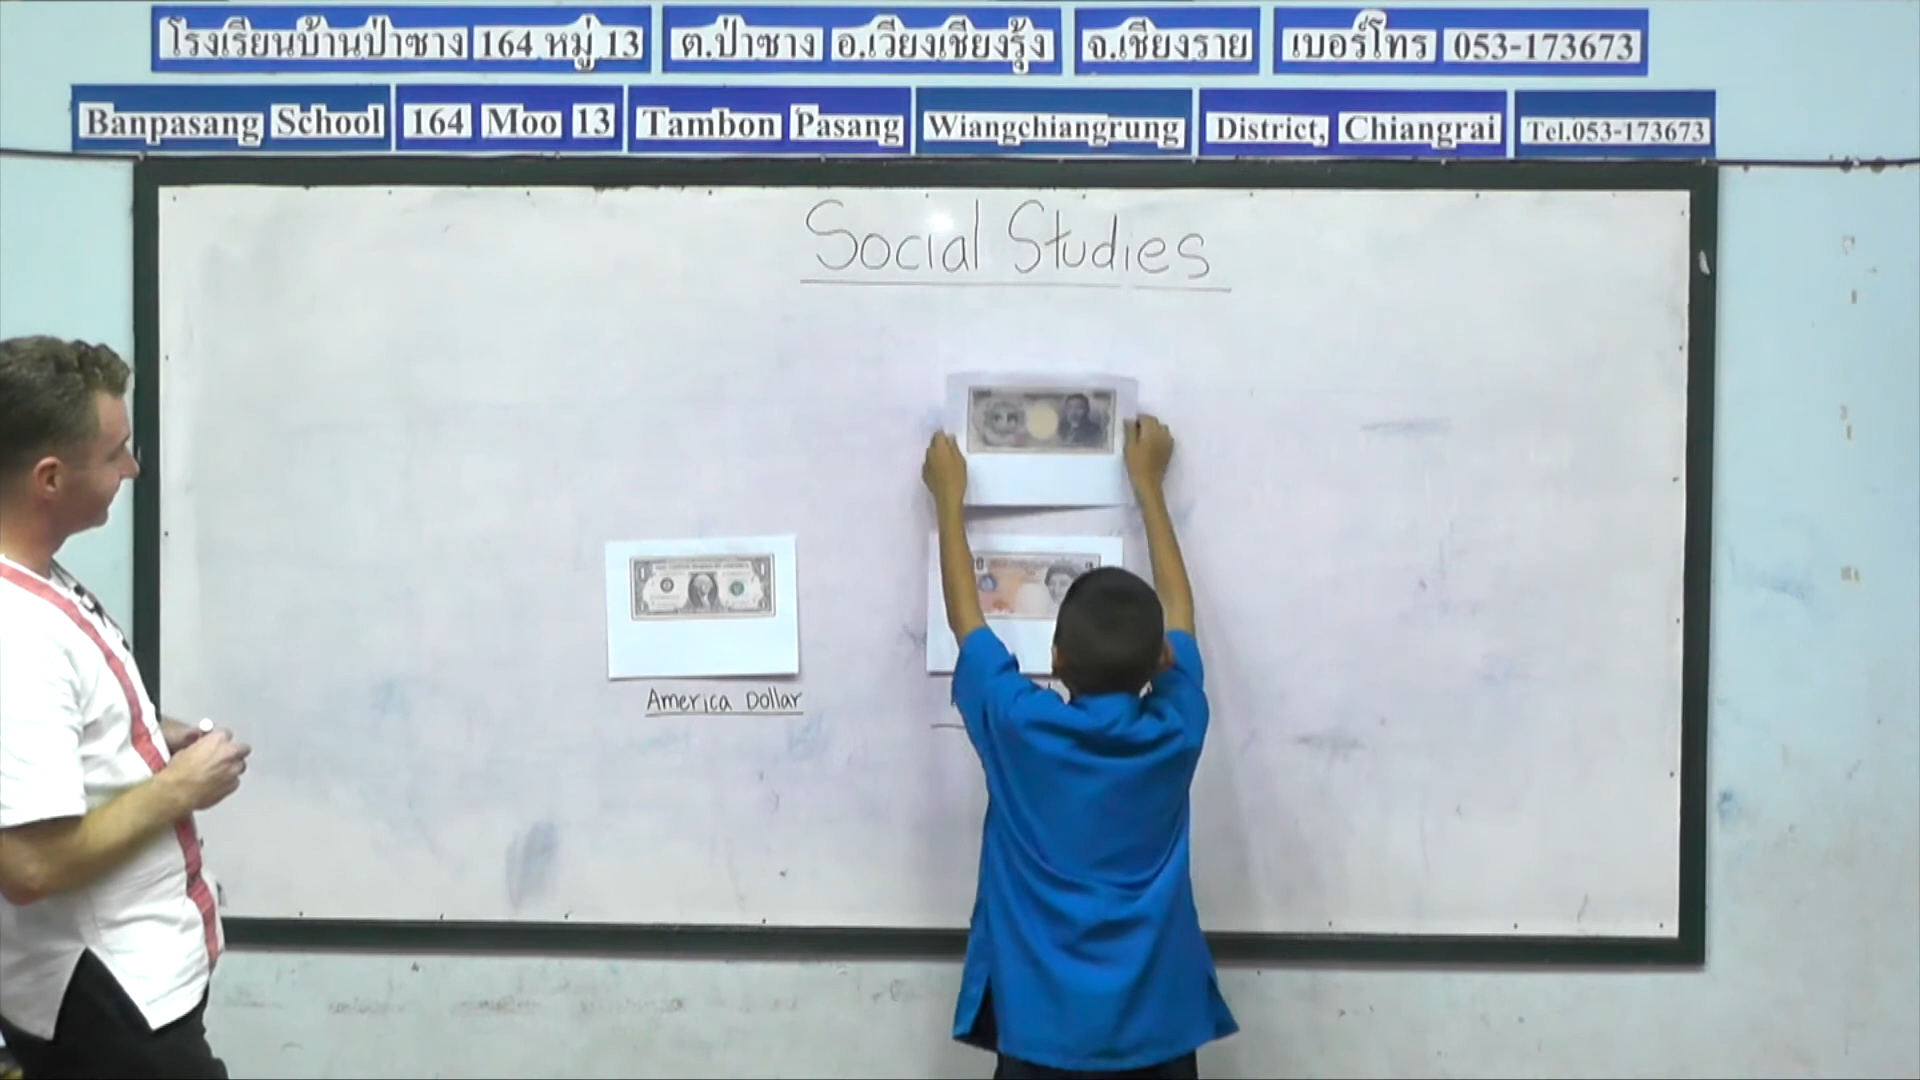 โรงเรียนบ้านป่าซาง 164 หมู่ 13 ต.ป่าซาง อ.เวียงเชียงรุ้ง จ.เชียงราย เบอร์โทร 053-173673
Banpasang School 164 Moo 13 Tambon Pasang Wiangchiangrung District, Chiangrai Tel.053-173673
Social Studies
America Dollar